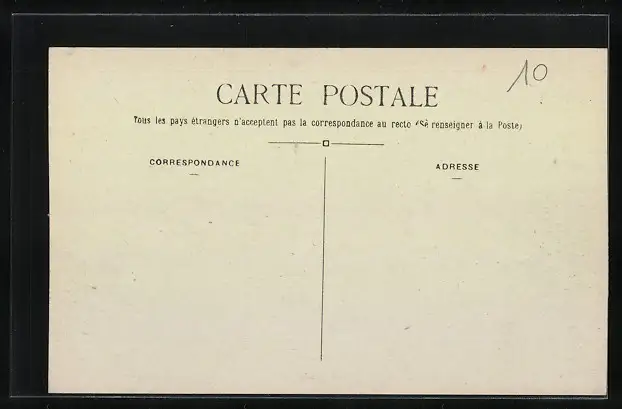 10
CARTE POSTALE
Tous les pays étrangers n'acceptent pas la correspondance au recto (Se renseigner à la Poste)
CORRESPONDANCE
ADRESSE